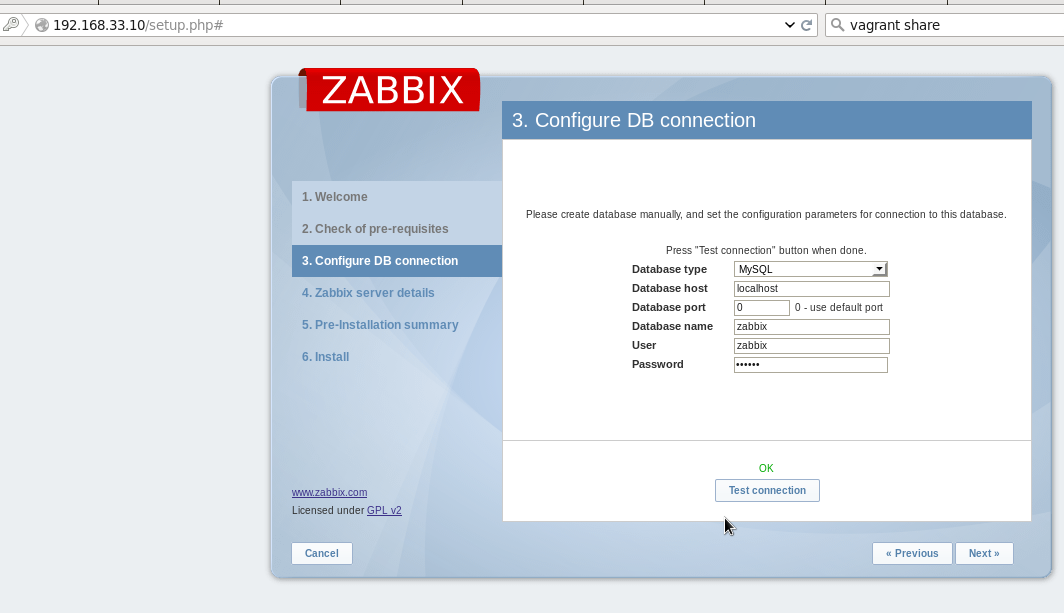 192.168.33.10/setup.php#
vagrant share
ZABBIX
3. Configure DB connection
1. Welcome
2. Check of pre-requisites
3. Configure DB connection
4. Zabbix server details
5. Pre-Installation summary
6. Install
Please create database manually, and set the configuration parameters for connection to this database.
Press "Test connection" button when done.
Database type MySQL
Database host localhost
Database port 0 0 - use default port
Database name zabbix
User zabbix
Password ••••••
OK
Test connection
www.zabbix.com
Licensed under GPL v2
Cancel
« Previous
Next »